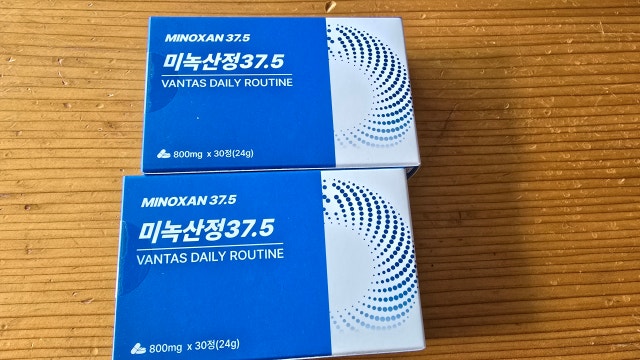 MINOXAN 37.5
미녹산정37.5
VANTAS DAILY ROUTINE
800mg x 30정(24g)
MINOXAN 37.5
미녹산정37.5
VANTAS DAILY ROUTINE
800mg x 30정(24g)